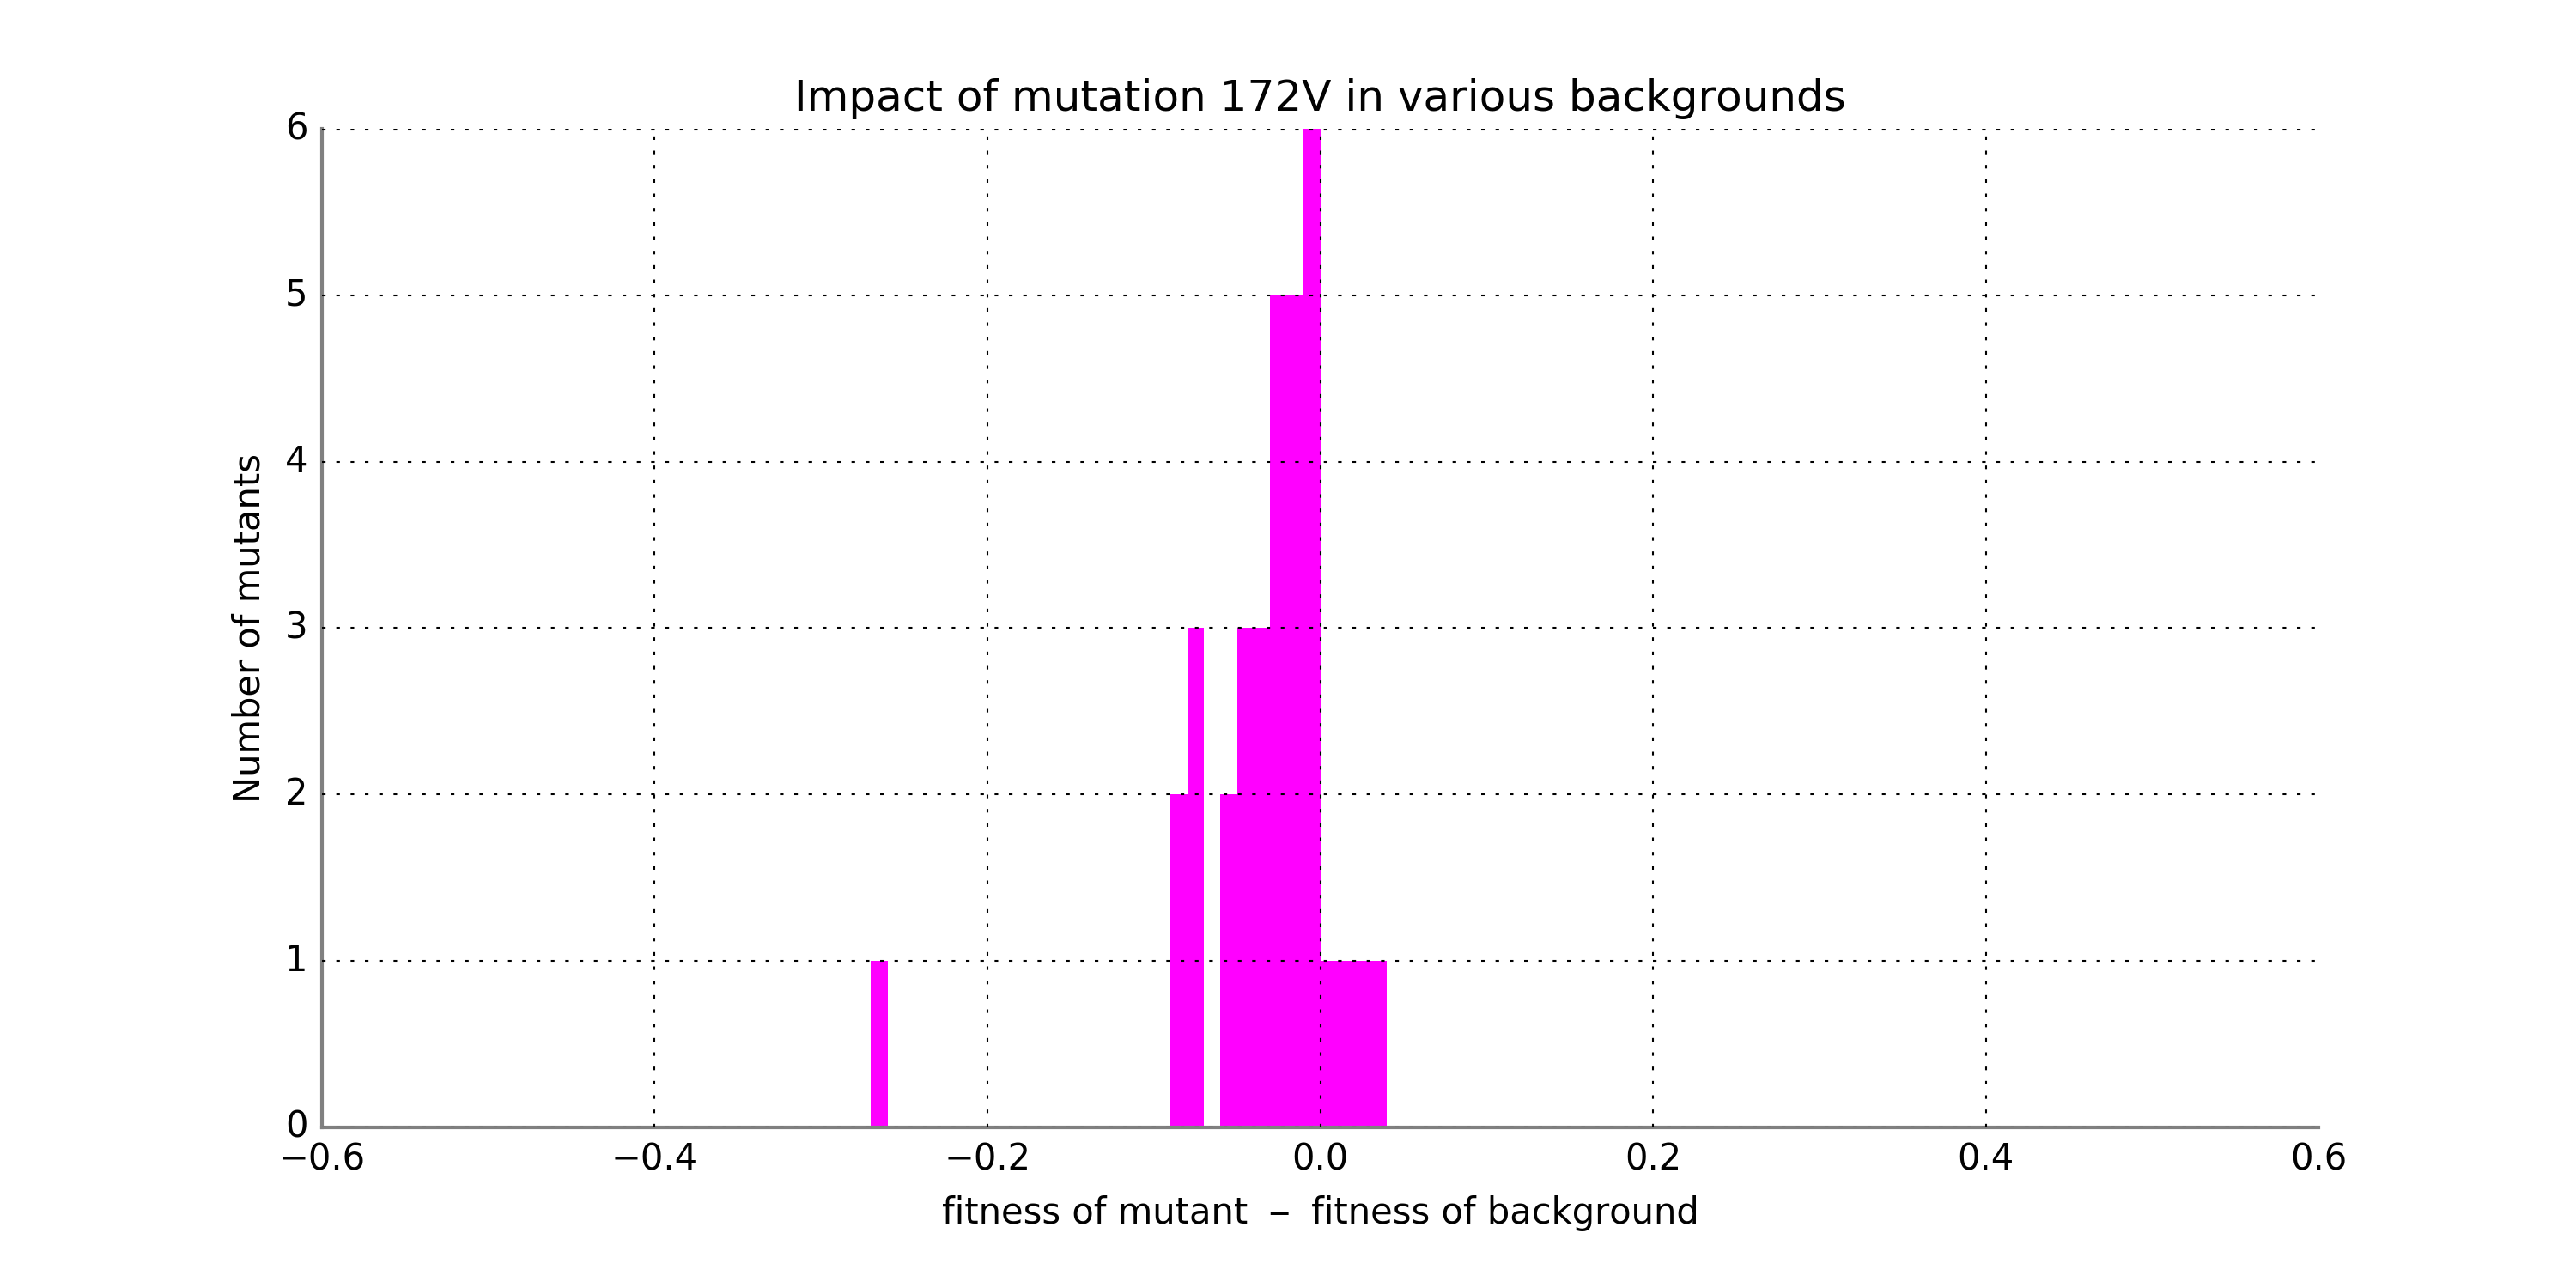 Impact of mutation 172V in various backgrounds
6
5
4
3
2
1
0
Number of mutants
−0.6 −0.4 −0.2 0.0 0.2 0.4 0.6
fitness of mutant − fitness of background